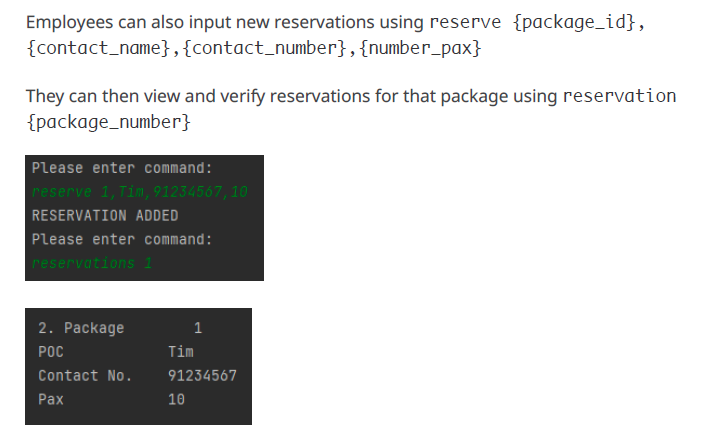 Employees can also input new reservations using reserve {package_id},
{contact_name},{contact_number},{number_pax}
They can then view and verify reservations for that package using reservation
{package_number}
Please enter command:
reserve 1,Tim,91234567,10
RESERVATION ADDED
Please enter command:
reservations 1
2. Package 1
POC Tim
Contact No. 91234567
Pax 10